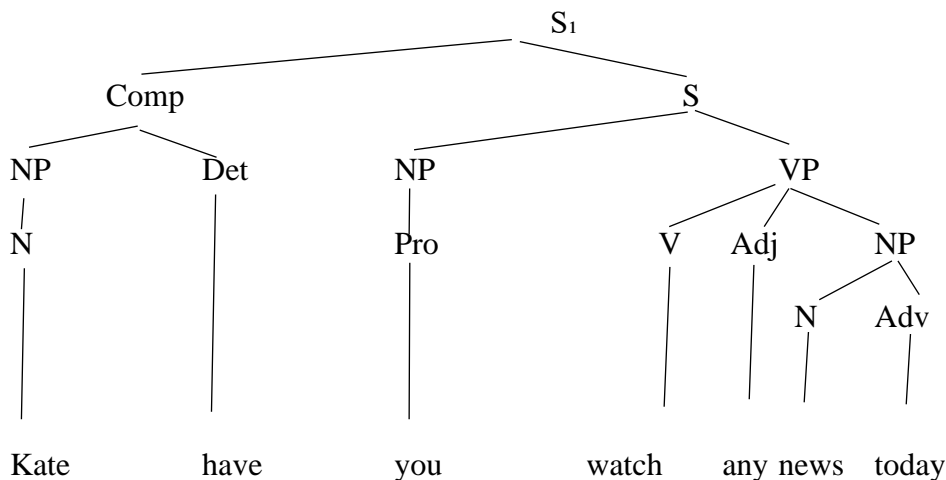 S₁
Comp S
NP Det NP VP
N Pro V Adj NP
N Adv
Kate have you watch any news today